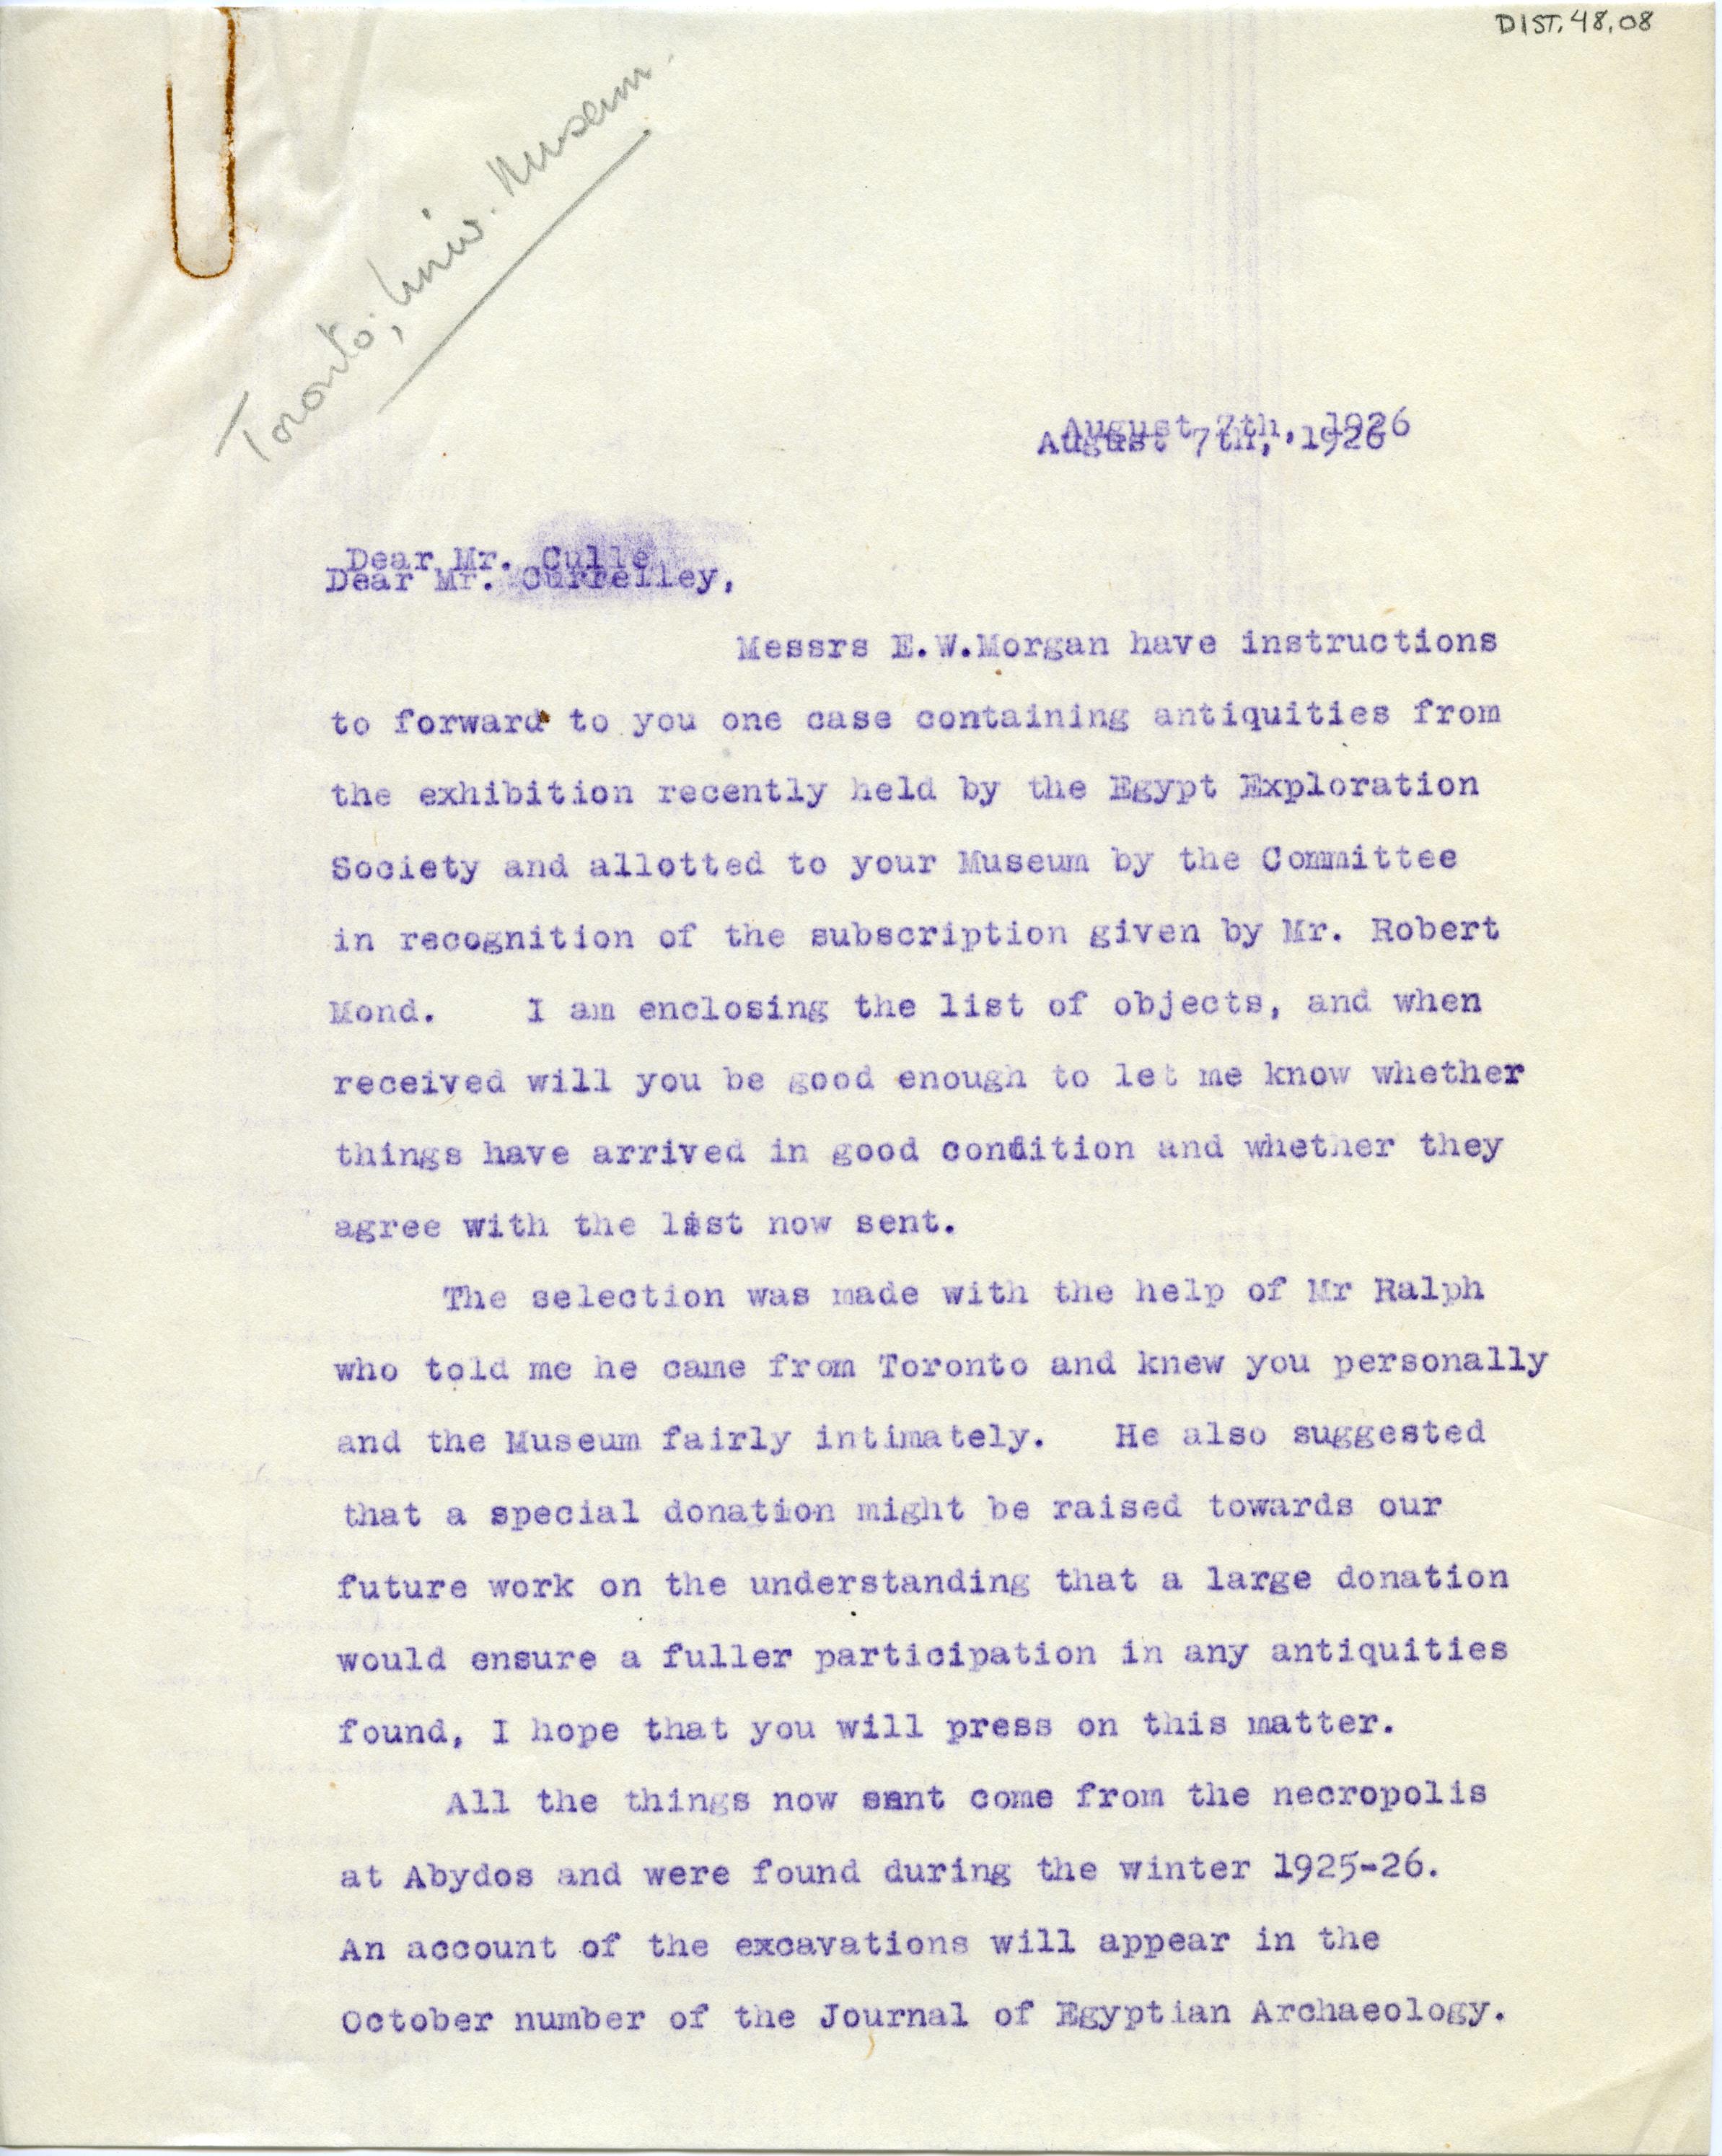 DIST.48.08
Toronto, Univ. Museum.
August 7th, 1926
August 7th, 1926
Dear Mr. Culle
Dear Mr. Currelley,
Messrs E.W.Morgan have instructions
to forward to you one case containing antiquities from
the exhibition recently held by the Egypt Exploration
Society and allotted to your Museum by the Committee
in recognition of the subscription given by Mr. Robert
Mond. I am enclosing the list of objects, and when
received will you be good enough to let me know whether
things have arrived in good condition and whether they
agree with the list now sent.
The selection was made with the help of Mr Ralph
who told me he came from Toronto and knew you personally
and the Museum fairly intimately. He also suggested
that a special donation might be raised towards our
future work on the understanding that a large donation
would ensure a fuller participation in any antiquities
found, I hope that you will press on this matter.
All the things now sent come from the necropolis
at Abydos and were found during the winter 1925-26.
An account of the excavations will appear in the
October number of the Journal of Egyptian Archaeology.